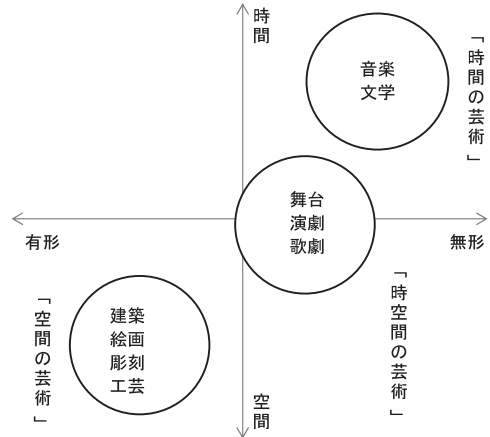 時間
音楽
文学
「時間の芸術」
舞台
演劇
歌劇
有形
無形
「時空間の芸術」
「空間の芸術」
建築
絵画
彫刻
工芸
空間